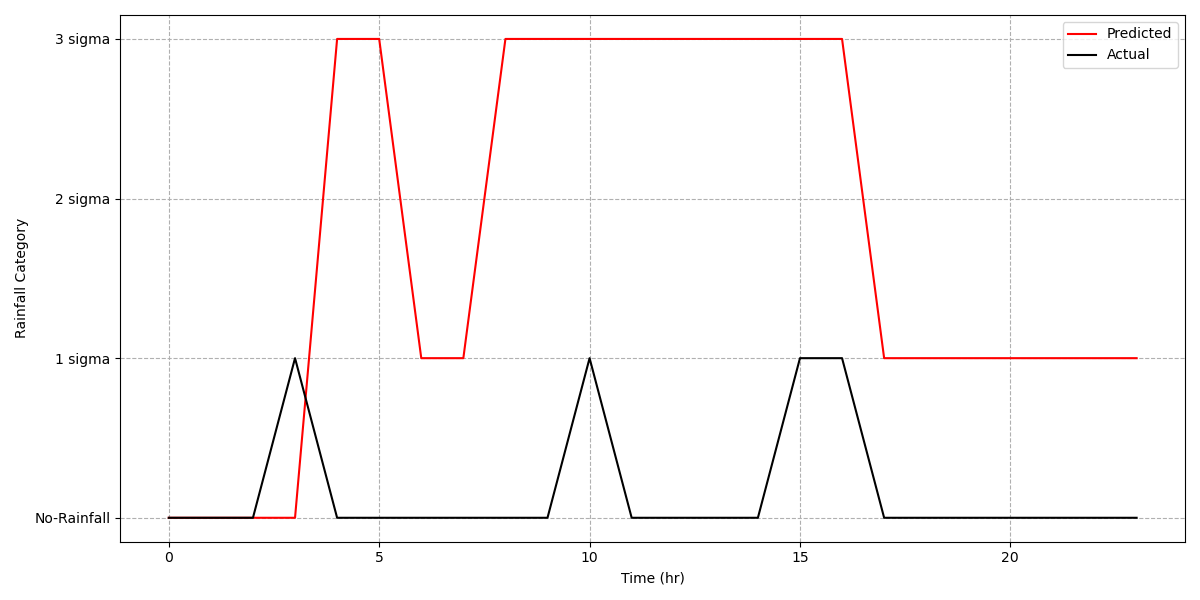 3 sigma
2 sigma
1 sigma
No-Rainfall
Rainfall Category
0 5 10 15 20
Time (hr)
Predicted
Actual